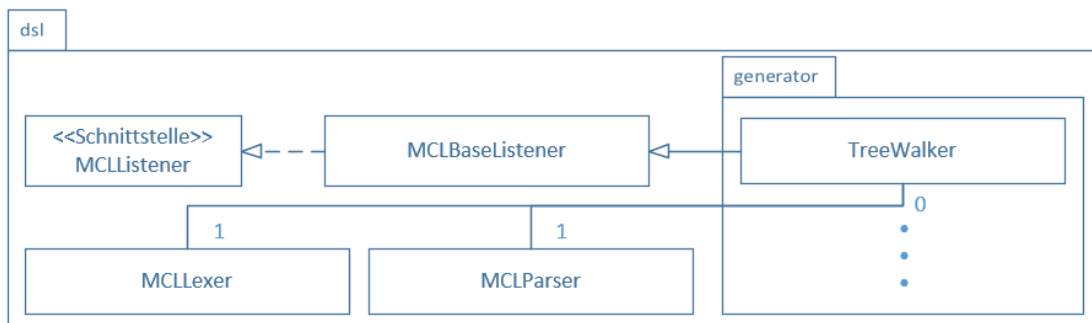 dsl
generator
<<Schnittstelle>>
MCLListener
MCLBaseListener
TreeWalker
0
1
1
MCLLexer
MCLParser